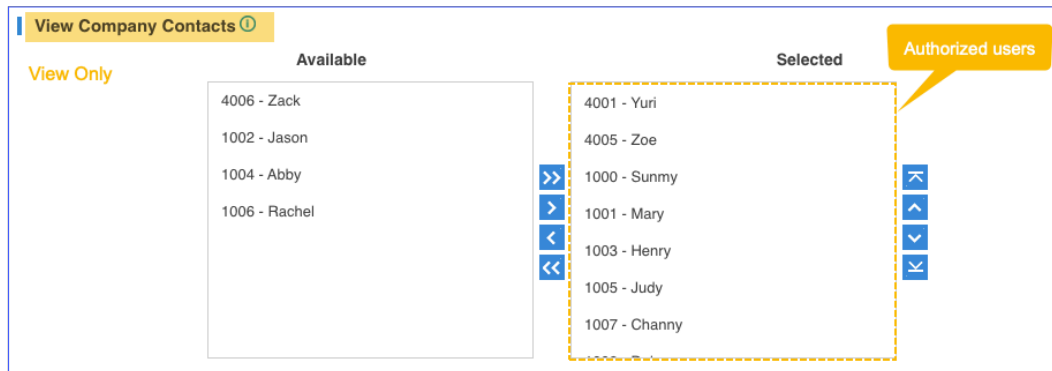 View Company Contacts
Authorized users
View Only
Available
Selected
4006 - Zack
1002 - Jason
1004 - Abby
1006 - Rachel
4001 - Yuri
4005 - Zoe
1000 - Sunmy
1001 - Mary
1003 - Henry
1005 - Judy
1007 - Channy